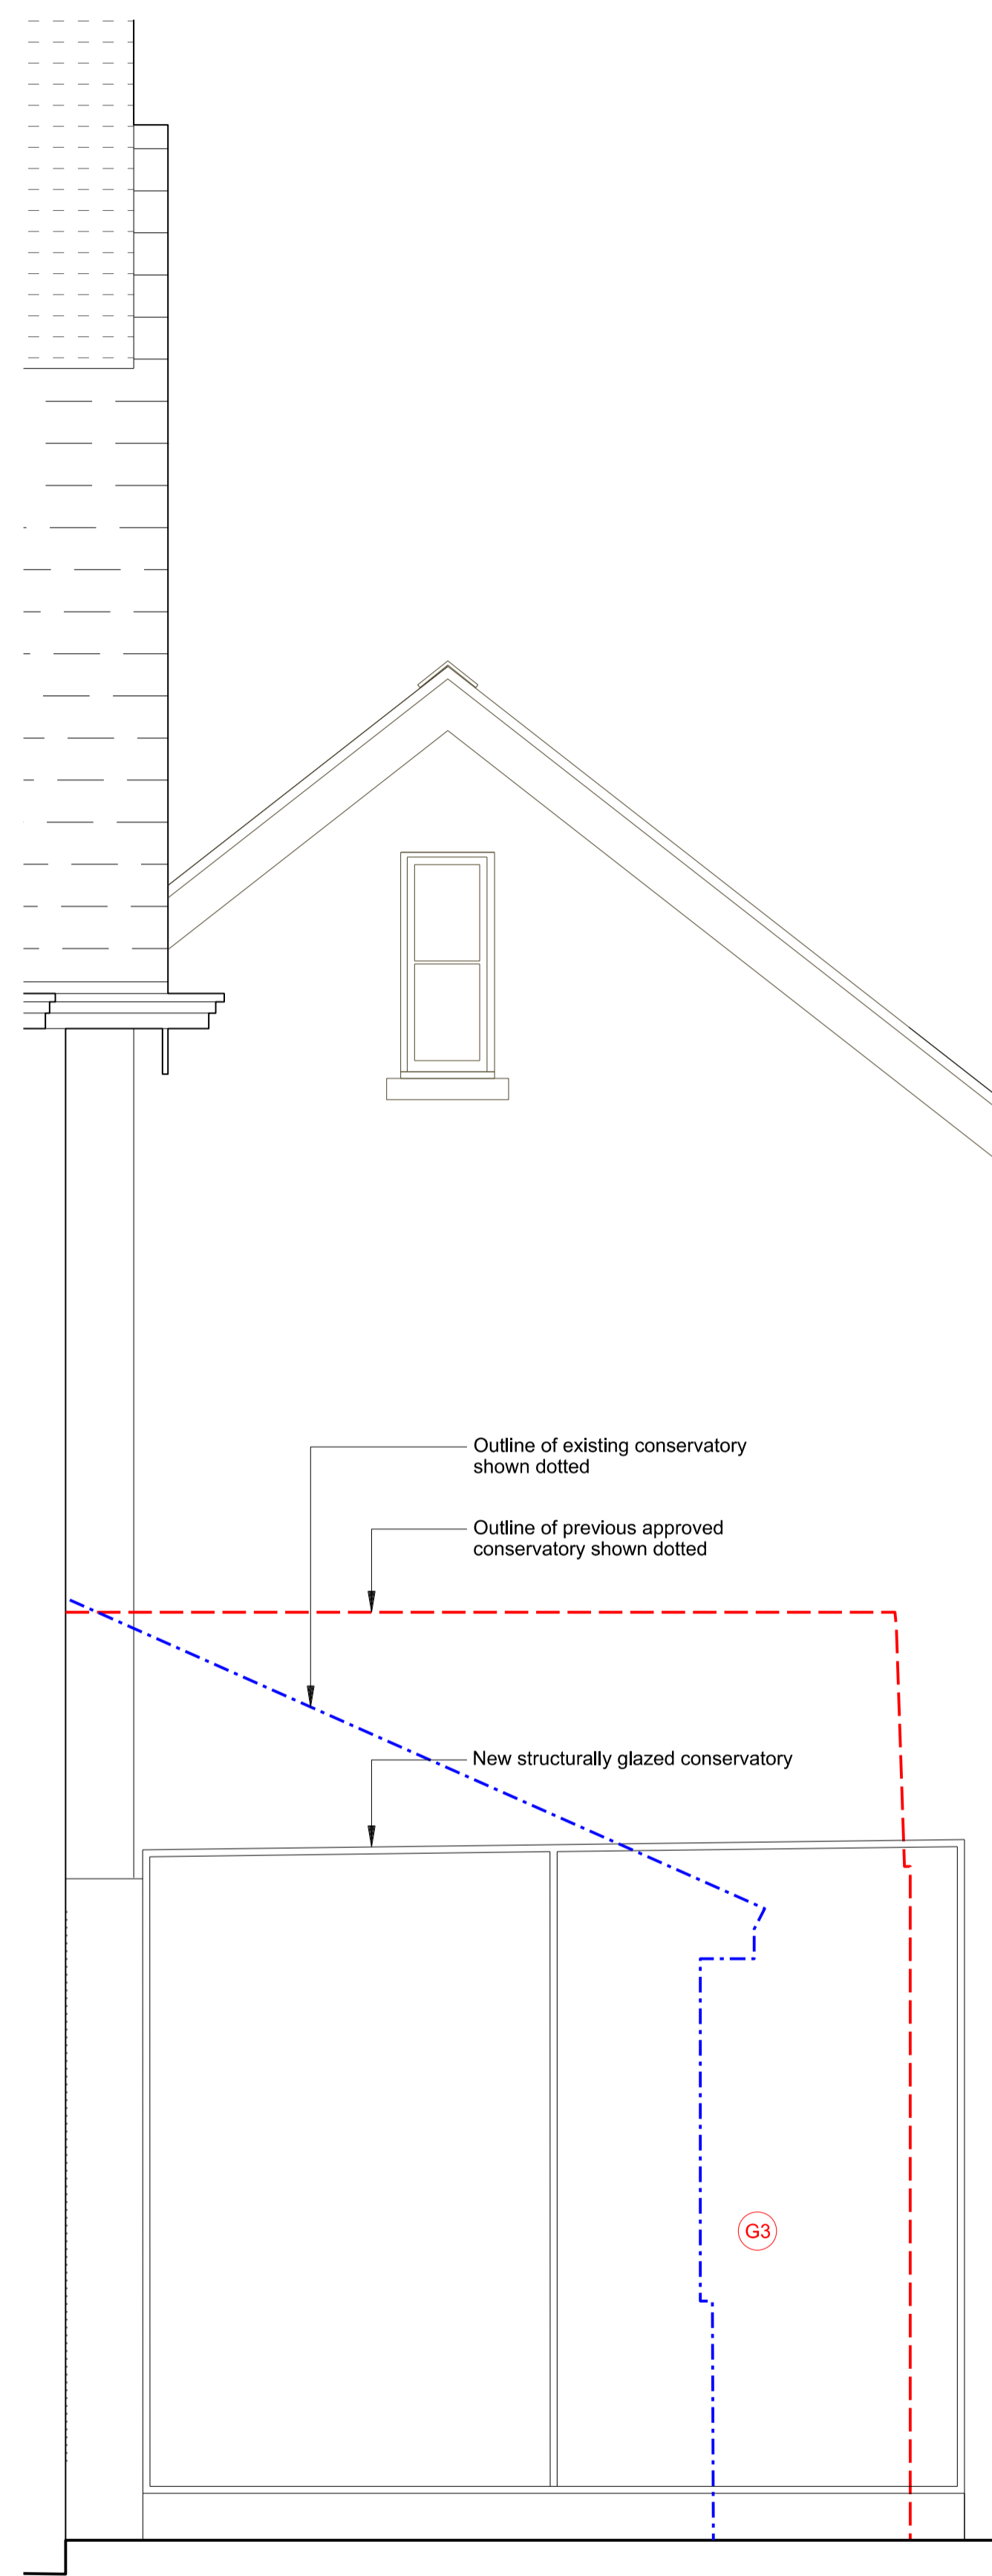 Outline of existing conservatory
shown dotted
Outline of previous approved
conservatory shown dotted
New structurally glazed conservatory
G3